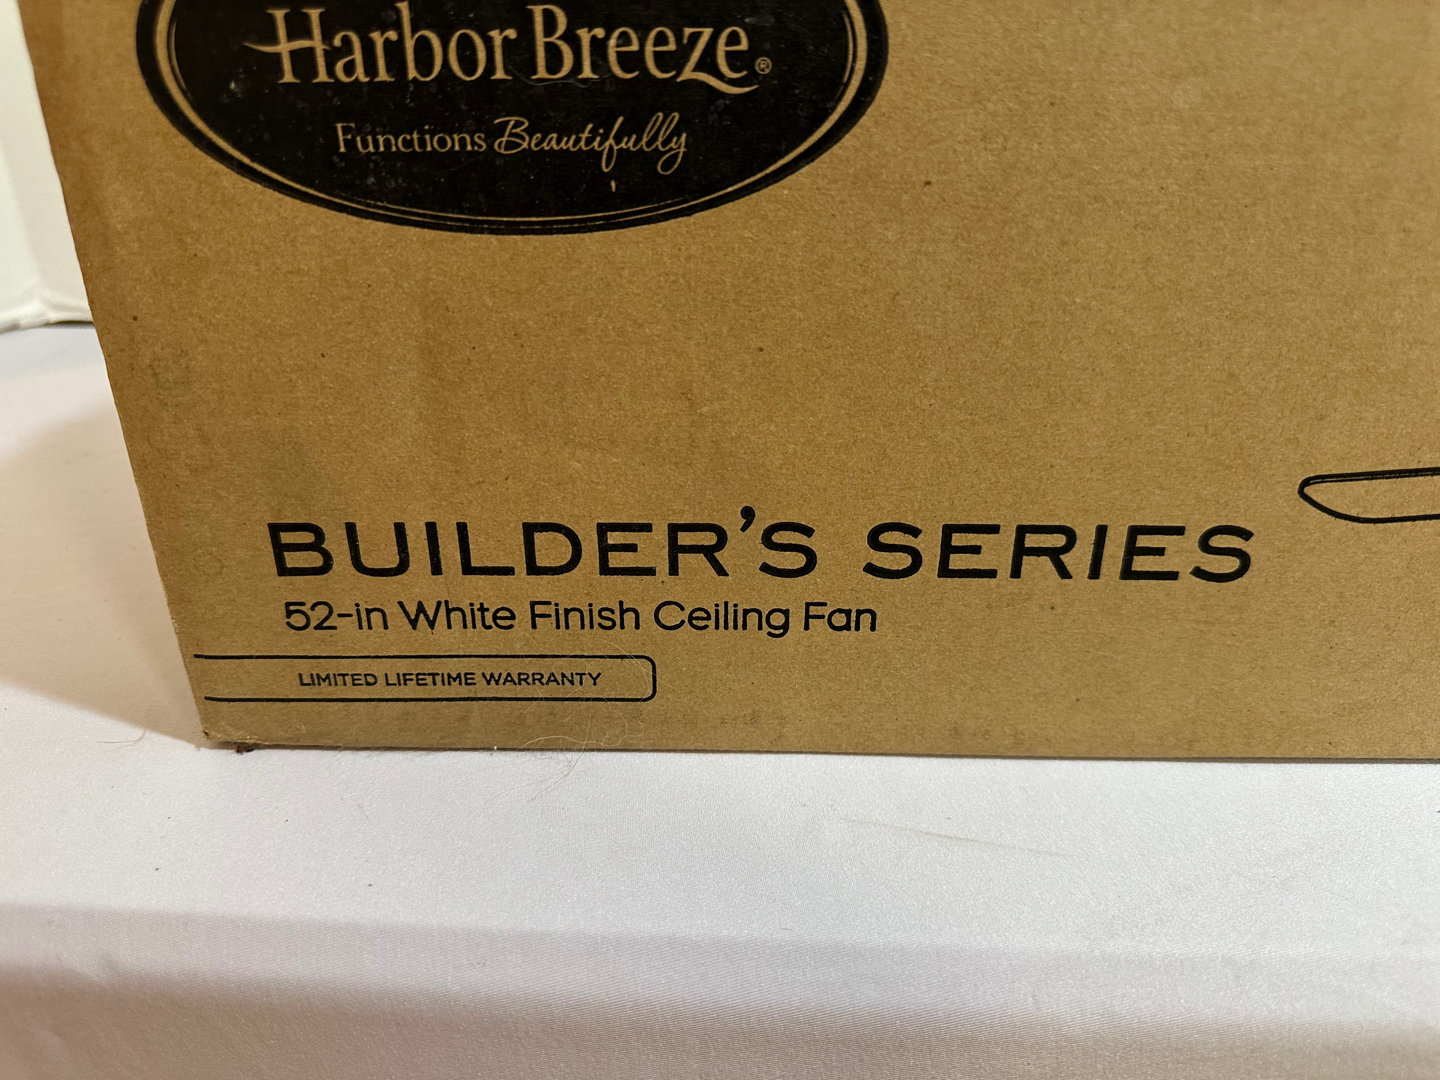 Harbor Breeze®
Functions Beautifully
BUILDER'S SERIES
52-in White Finish Ceiling Fan
LIMITED LIFETIME WARRANTY